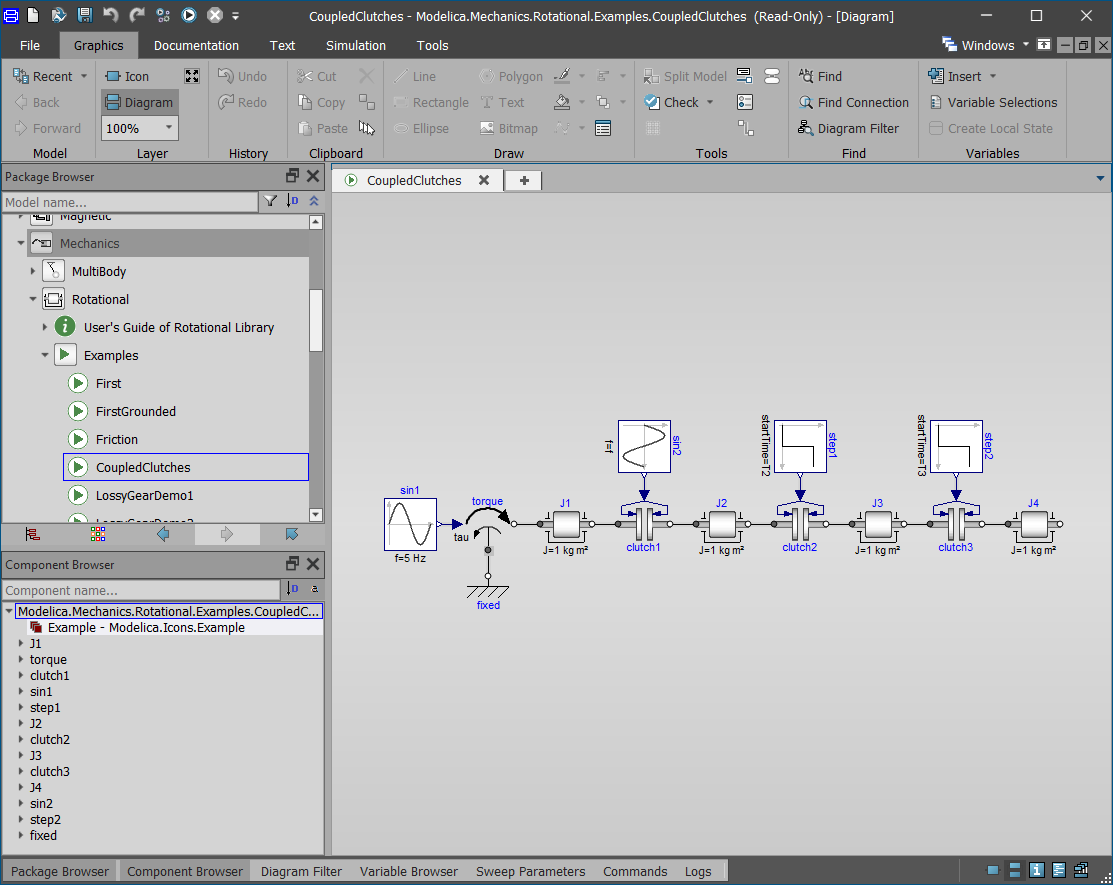 CoupledClutches - Modelica.Mechanics.Rotational.Examples.CoupledClutches (Read-Only) - [Diagram]
File Graphics Documentation Text Simulation Tools Windows
Recent Icon Undo Cut Line Polygon Split Model Find Insert
Back Diagram Redo Copy Rectangle Text Check Find Connection Variable Selections
Forward 100% Paste Ellipse Bitmap Diagram Filter Create Local State
Model Layer History Clipboard Draw Tools Find Variables
Package Browser
CoupledClutches
Model name...
Magnetic
Mechanics
MultiBody
Rotational
User's Guide of Rotational Library
Examples
First
FirstGrounded
Friction
CoupledClutches
LossyGearDemo1
LossyGearDemo2
Component Browser
Component name...
Modelica.Mechanics.Rotational.Examples.CoupledC...
Example - Modelica.Icons.Example
J1
torque
clutch1
sin1
step1
J2
clutch2
J3
clutch3
J4
sin2
step2
fixed
f=f
sin2
startTime=T2
step1
startTime=T3
step2
sin1
torque
J1
J2
J3
J4
tau
f=5 Hz
J=1 kg m²
clutch1
J=1 kg m²
clutch2
J=1 kg m²
clutch3
J=1 kg m²
fixed
Package Browser Component Browser Diagram Filter Variable Browser Sweep Parameters Commands Logs